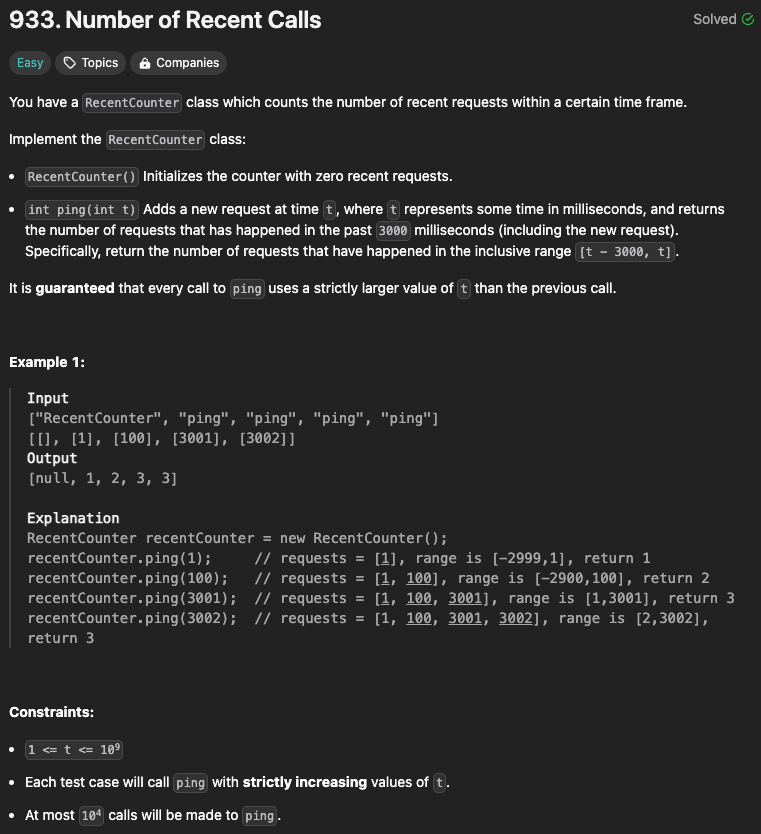 933. Number of Recent Calls
Solved
Easy
Topics
Companies
You have a RecentCounter class which counts the number of recent requests within a certain time frame.
Implement the RecentCounter class:
• RecentCounter() Initializes the counter with zero recent requests.
• int ping(int t) Adds a new request at time t, where t represents some time in milliseconds, and returns
the number of requests that has happened in the past 3000 milliseconds (including the new request).
Specifically, return the number of requests that have happened in the inclusive range [t - 3000, t].
It is guaranteed that every call to ping uses a strictly larger value of t than the previous call.
Example 1:
Input
["RecentCounter", "ping", "ping", "ping", "ping"]
[[], [1], [100], [3001], [3002]]
Output
[null, 1, 2, 3, 3]
Explanation
RecentCounter recentCounter = new RecentCounter();
recentCounter.ping(1);     // requests = [1], range is [-2999,1], return 1
recentCounter.ping(100);   // requests = [1, 100], range is [-2900,100], return 2
recentCounter.ping(3001);  // requests = [1, 100, 3001], range is [1,3001], return 3
recentCounter.ping(3002);  // requests = [1, 100, 3001, 3002], range is [2,3002],
return 3
Constraints:
• 1 <= t <= 10⁹
• Each test case will call ping with strictly increasing values of t.
• At most 10⁴ calls will be made to ping.